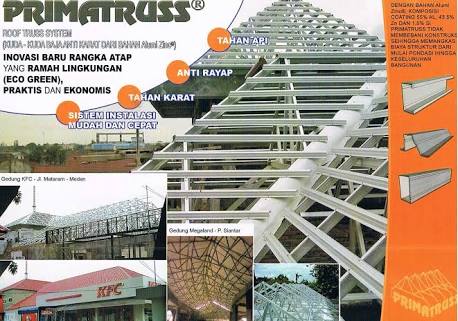 PRIMATRUSS®
ROOF TRUSS SYSTEM
(KUDA - KUDA BAJA ANTI KARAT DARI BAHAN Alumi Zinc®)
INOVASI BARU RANGKA ATAP
YANG RAMAH LINGKUNGAN
(ECO GREEN),
PRAKTIS DAN EKONOMIS
TAHAN API
ANTI RAYAP
TAHAN KARAT
SISTEM INSTALASI
MUDAH DAN CEPAT
DENGAN BAHAN Alumi
Zinc®, KOMPOSISI
COATING 55% AL, 43.5%
Zn DAN 1.5% Si
PRIMATRUSS TIDAK
MEMBEBANI KONSTRUKSI
HINGGA MEMANGKAS
BIAYA STRUKTUR DARI
MULAI PONDASI HINGGA
KESELURUHAN
BANGUNAN
Gedung KFC - Jl. Mataram - Medan
Gedung Megaland - P. Siantar
KFC
PRIMATRUSS